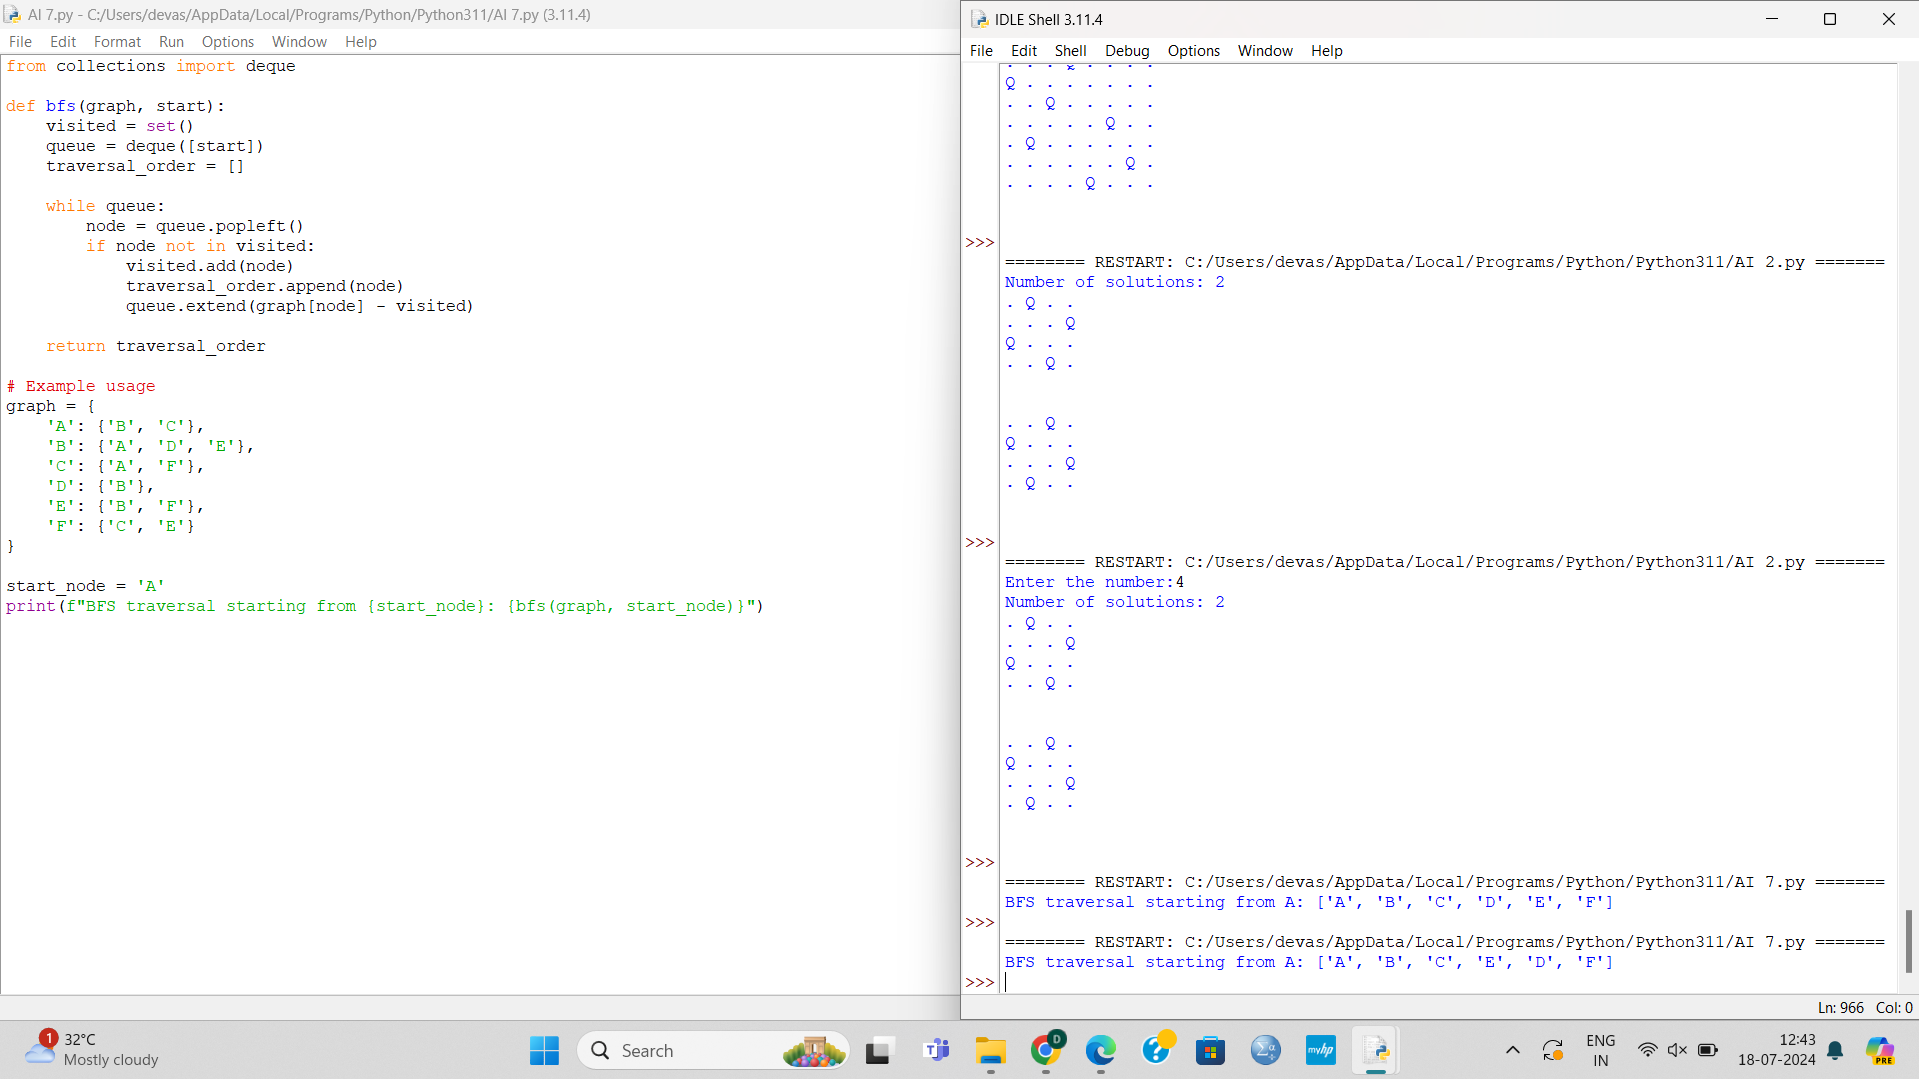 AI 7.py - C:/Users/devas/AppData/Local/Programs/Python/Python311/AI 7.py (3.11.4)
File Edit Format Run Options Window Help
from collections import deque

def bfs(graph, start):
    visited = set()
    queue = deque([start])
    traversal_order = []

    while queue:
        node = queue.popleft()
        if node not in visited:
            visited.add(node)
            traversal_order.append(node)
            queue.extend(graph[node] - visited)

    return traversal_order

# Example usage
graph = {
    'A': {'B', 'C'},
    'B': {'A', 'D', 'E'},
    'C': {'A', 'F'},
    'D': {'B'},
    'E': {'B', 'F'},
    'F': {'C', 'E'}
}

start_node = 'A'
print(f"BFS traversal starting from {start_node}: {bfs(graph, start_node)}")
IDLE Shell 3.11.4
File Edit Shell Debug Options Window Help
. . . Q . . . .
Q . . . . . . .
. . Q . . . . .
. . . . . Q . .
. Q . . . . . .
. . . . . . Q .
. . . . Q . . .
>>>
======== RESTART: C:/Users/devas/AppData/Local/Programs/Python/Python311/AI 2.py =======
Number of solutions: 2
. Q . .
. . . Q
Q . . .
. . Q .

. . Q .
Q . . .
. . . Q
. Q . .
>>>
======== RESTART: C:/Users/devas/AppData/Local/Programs/Python/Python311/AI 2.py =======
Enter the number:4
Number of solutions: 2
. Q . .
. . . Q
Q . . .
. . Q .

. . Q .
Q . . .
. . . Q
. Q . .
>>>
======== RESTART: C:/Users/devas/AppData/Local/Programs/Python/Python311/AI 7.py =======
BFS traversal starting from A: ['A', 'B', 'C', 'D', 'E', 'F']
>>>
======== RESTART: C:/Users/devas/AppData/Local/Programs/Python/Python311/AI 7.py =======
BFS traversal starting from A: ['A', 'B', 'C', 'E', 'D', 'F']
>>>
Ln: 966 Col: 0
1
32°C
Mostly cloudy
Search
D
myhp
ENG
IN
12:43
18-07-2024
PRE